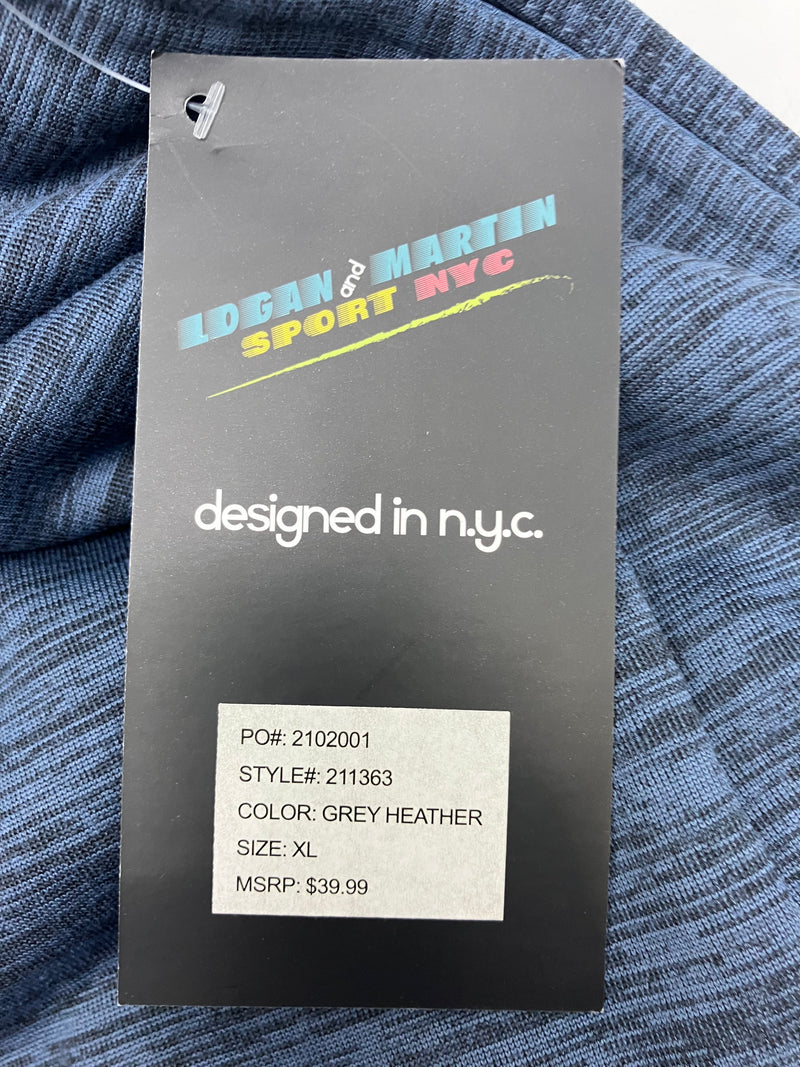 LOGAN and MARTIN
SPORT NYC
designed in n.y.c.
PO#: 2102001
STYLE#: 211363
COLOR: GREY HEATHER
SIZE: XL
MSRP: $39.99